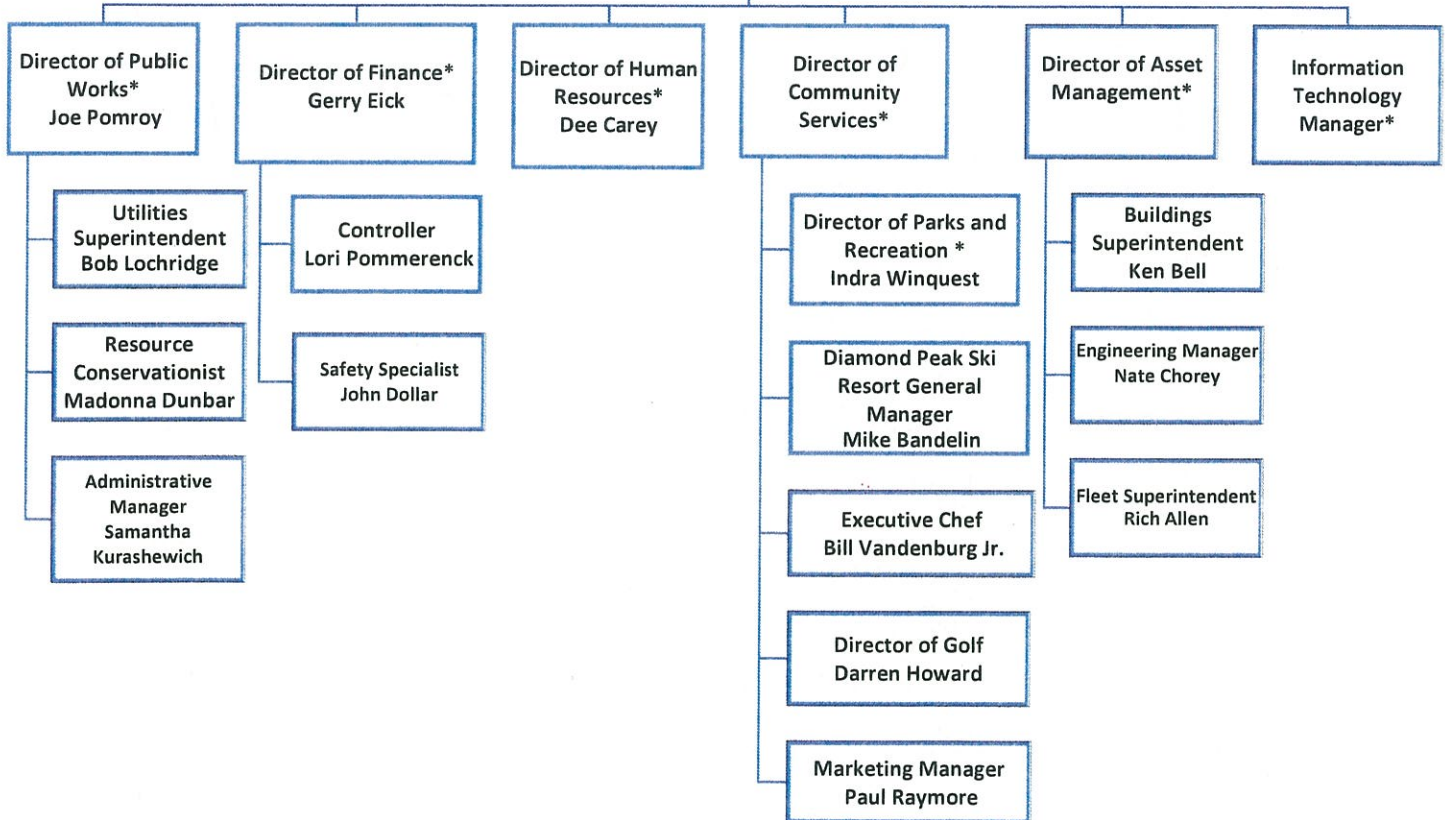 Director of Public
Works*
Joe Pomroy
Director of Finance*
Gerry Eick
Director of Human
Resources*
Dee Carey
Director of
Community
Services*
Director of Asset
Management*
Information
Technology
Manager*
Utilities
Superintendent
Bob Lochridge
Resource
Conservationist
Madonna Dunbar
Administrative
Manager
Samantha
Kurashewich
Controller
Lori Pommerenck
Safety Specialist
John Dollar
Director of Parks and
Recreation *
Indra Winquest
Diamond Peak Ski
Resort General
Manager
Mike Bandelin
Executive Chef
Bill Vandenburg Jr.
Director of Golf
Darren Howard
Marketing Manager
Paul Raymore
Buildings
Superintendent
Ken Bell
Engineering Manager
Nate Chorey
Fleet Superintendent
Rich Allen